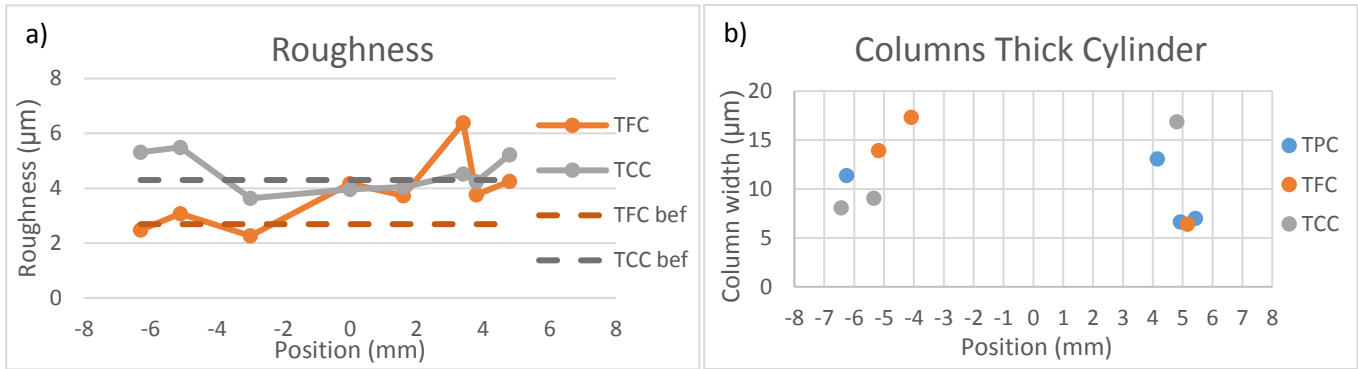 a)
Roughness
8
6
4
2
0
Roughness (µm)
-8 -6 -4 -2 0 2 4 6 8
Position (mm)
TFC
TCC
TFC bef
TCC bef
b)
Columns Thick Cylinder
20
15
10
5
0
Column width (µm)
-8 -7 -6 -5 -4 -3 -2 -1 0 1 2 3 4 5 6 7 8
Position (mm)
TPC
TFC
TCC